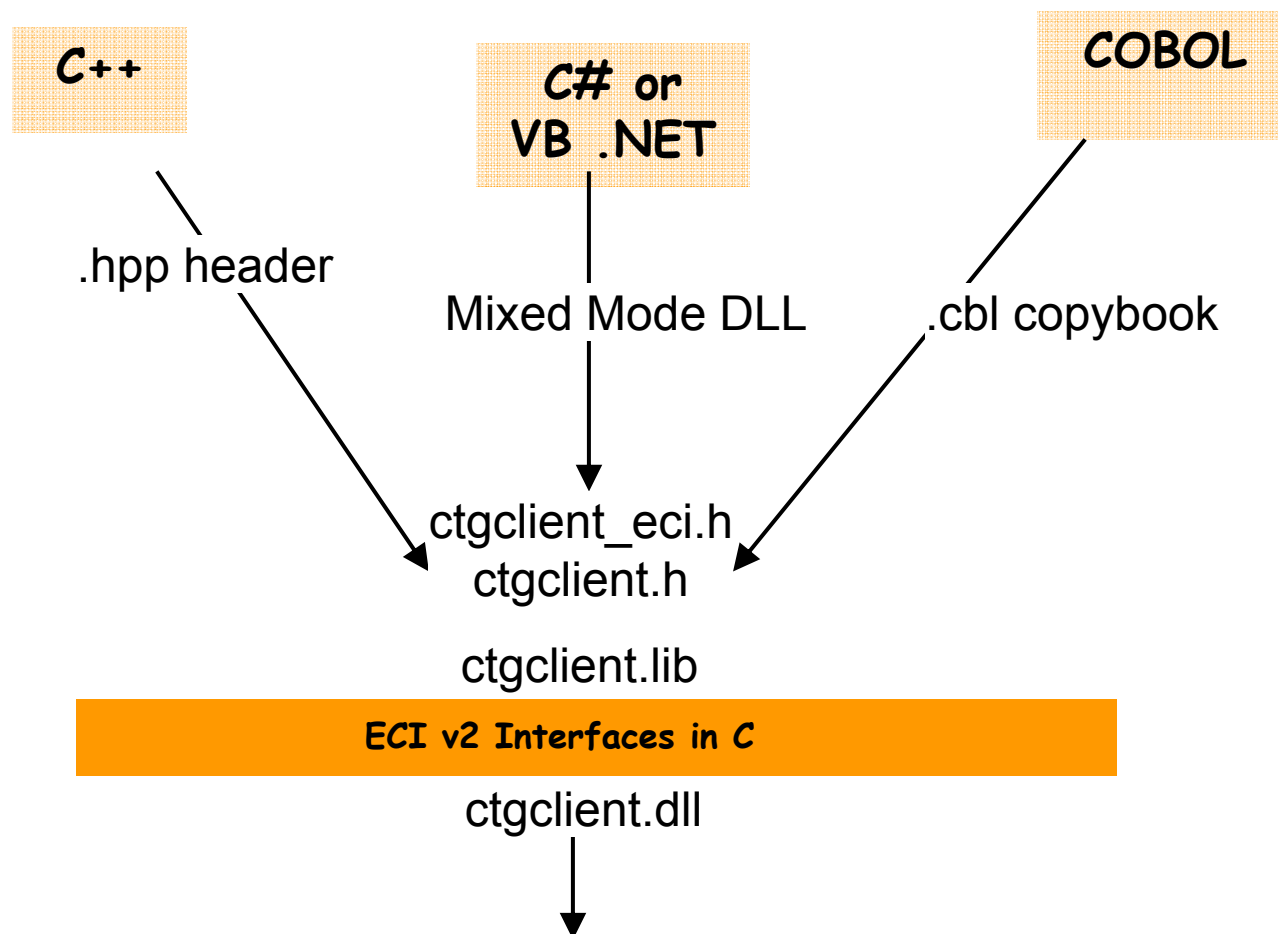 C++
C# or
VB .NET
COBOL
.hpp header
Mixed Mode DLL
.cbl copybook
ctgclient_eci.h
ctgclient.h
ctgclient.lib
ECI v2 Interfaces in C
ctgclient.dll